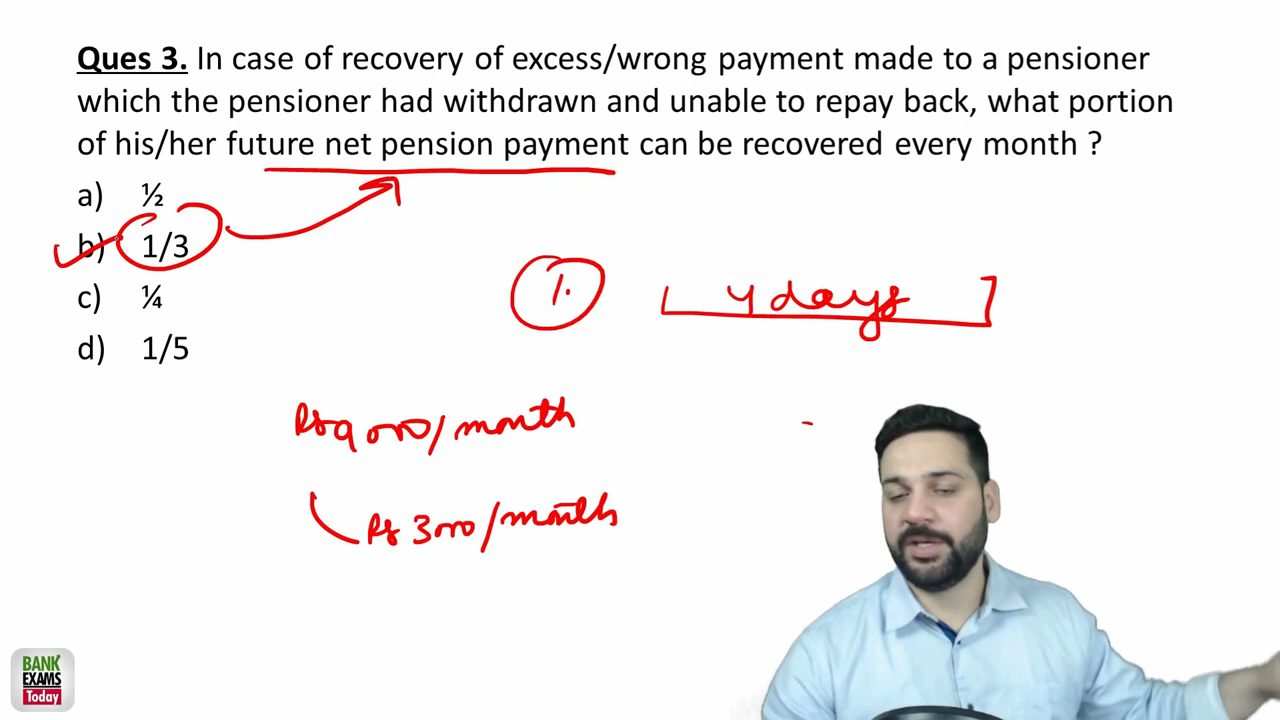 Ques 3. In case of recovery of excess/wrong payment made to a pensioner
which the pensioner had withdrawn and unable to repay back, what portion
of his/her future net pension payment can be recovered every month ?
a) ½
b) 1/3
c) ¼
d) 1/5
4 days
Rs 9000/month
Rs 3000/month
BANK
EXAMS
Today